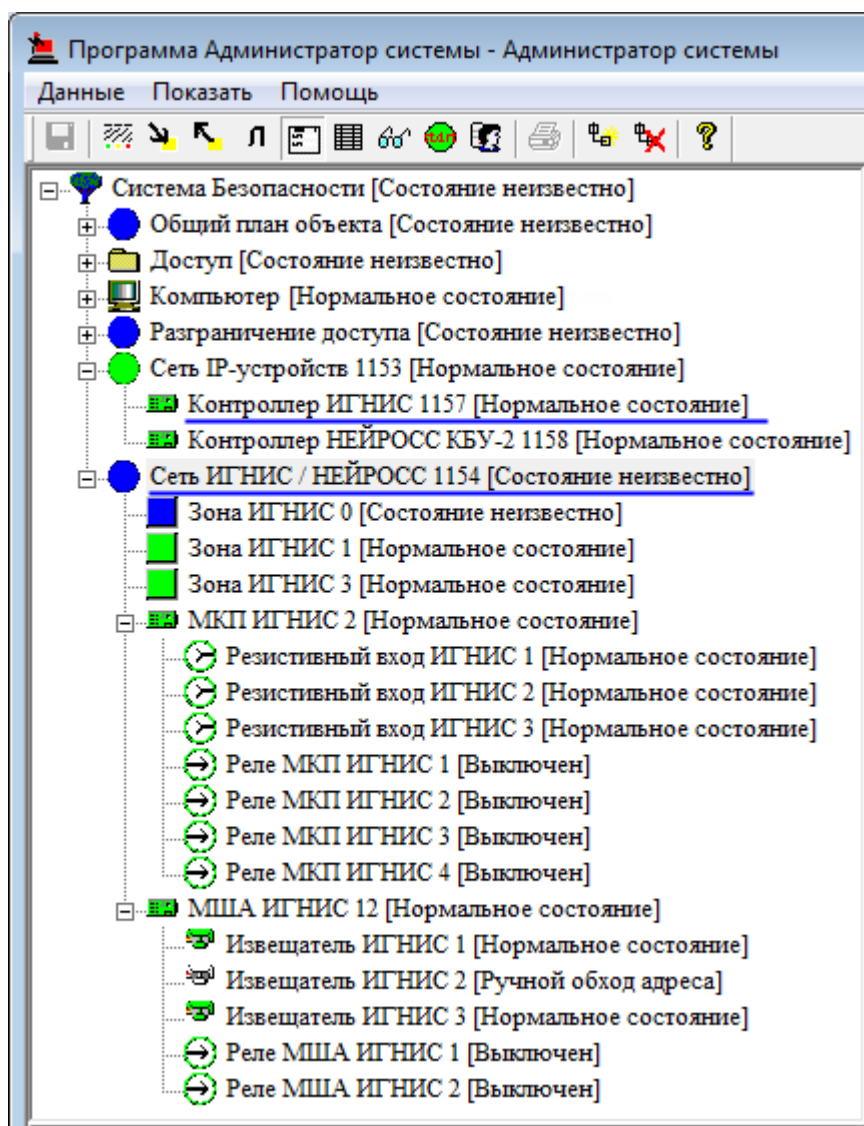 Программа Администратор системы - Администратор системы
Данные Показать Помощь
Л
Система Безопасности [Состояние неизвестно]
Общий план объекта [Состояние неизвестно]
Доступ [Состояние неизвестно]
Компьютер [Нормальное состояние]
Разграничение доступа [Состояние неизвестно]
Сеть IP-устройств 1153 [Нормальное состояние]
Контроллер ИГНИС 1157 [Нормальное состояние]
Контроллер НЕЙРОСС КБУ-2 1158 [Нормальное состояние]
Сеть ИГНИС / НЕЙРОСС 1154 [Состояние неизвестно]
Зона ИГНИС 0 [Состояние неизвестно]
Зона ИГНИС 1 [Нормальное состояние]
Зона ИГНИС 3 [Нормальное состояние]
МКП ИГНИС 2 [Нормальное состояние]
Резистивный вход ИГНИС 1 [Нормальное состояние]
Резистивный вход ИГНИС 2 [Нормальное состояние]
Резистивный вход ИГНИС 3 [Нормальное состояние]
Реле МКП ИГНИС 1 [Выключен]
Реле МКП ИГНИС 2 [Выключен]
Реле МКП ИГНИС 3 [Выключен]
Реле МКП ИГНИС 4 [Выключен]
МША ИГНИС 12 [Нормальное состояние]
Извещатель ИГНИС 1 [Нормальное состояние]
Извещатель ИГНИС 2 [Ручной обход адреса]
Извещатель ИГНИС 3 [Нормальное состояние]
Реле МША ИГНИС 1 [Выключен]
Реле МША ИГНИС 2 [Выключен]